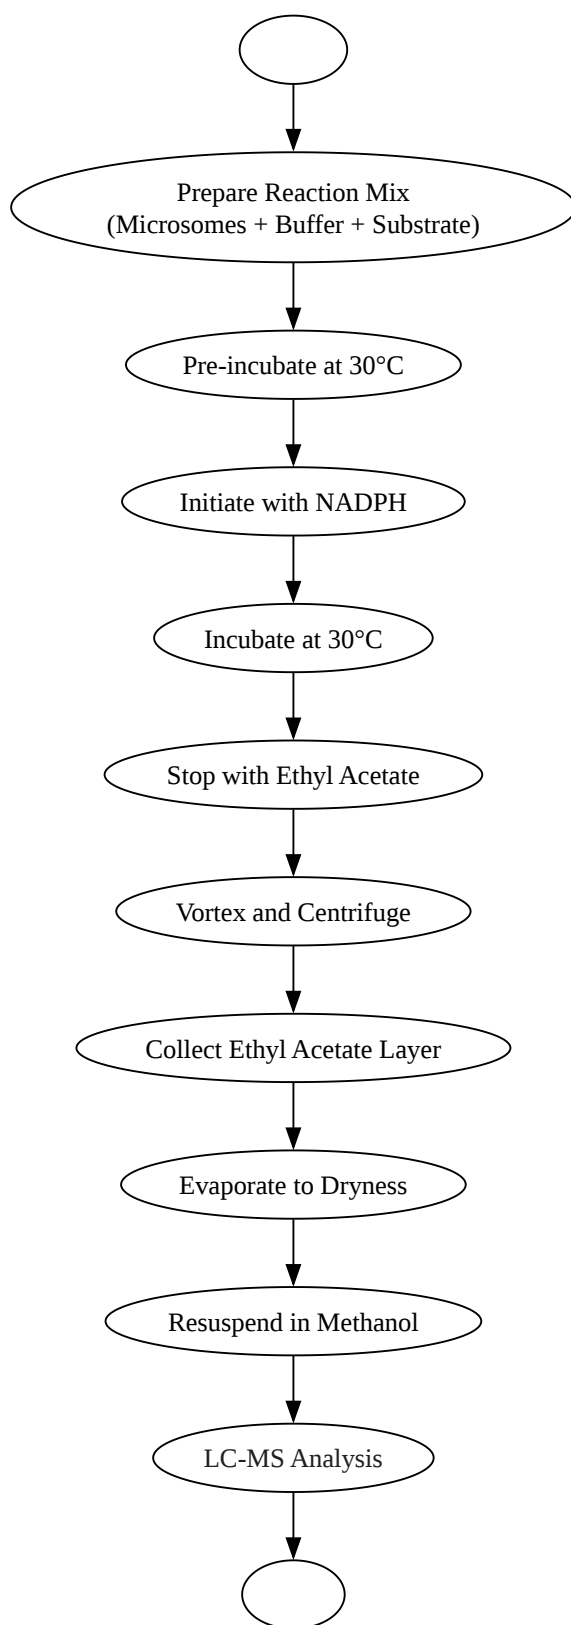 Prepare Reaction Mix
(Microsomes + Buffer + Substrate)
Pre-incubate at 30°C
Initiate with NADPH
Incubate at 30°C
Stop with Ethyl Acetate
Vortex and Centrifuge
Collect Ethyl Acetate Layer
Evaporate to Dryness
Resuspend in Methanol
LC-MS Analysis